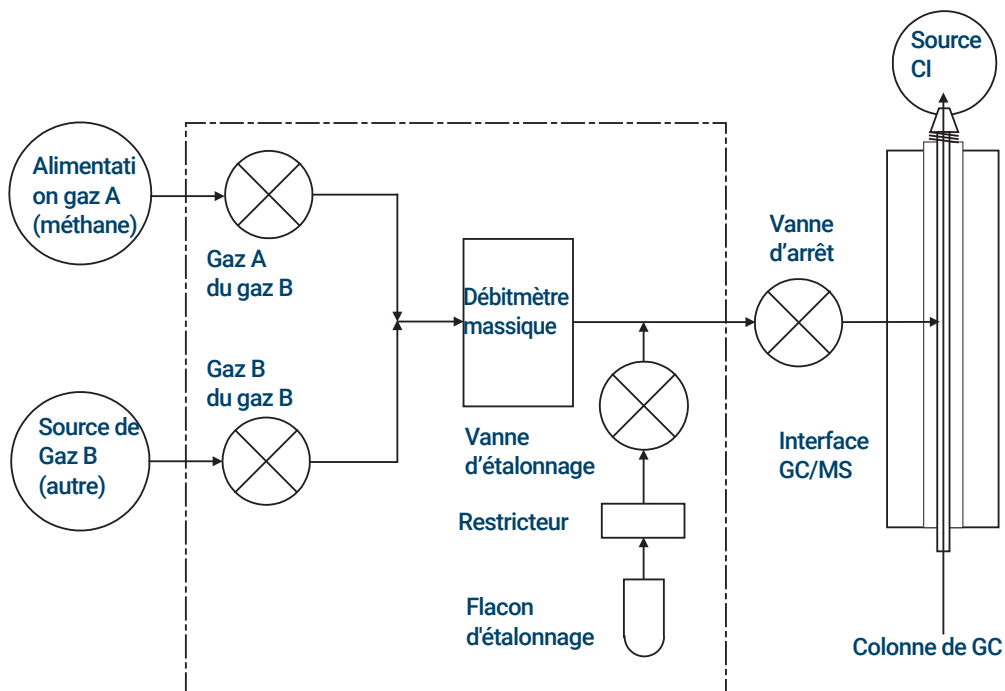 Source
CI
Alimentati
on gaz A
(méthane)
Gaz A
du gaz B
Vanne
d’arrêt
Débitmètre
massique
Gaz B
du gaz B
Source de
Gaz B
(autre)
Vanne
d’étalonnage
Interface
GC/MS
Restricteur
Flacon
d'étalonnage
Colonne de GC